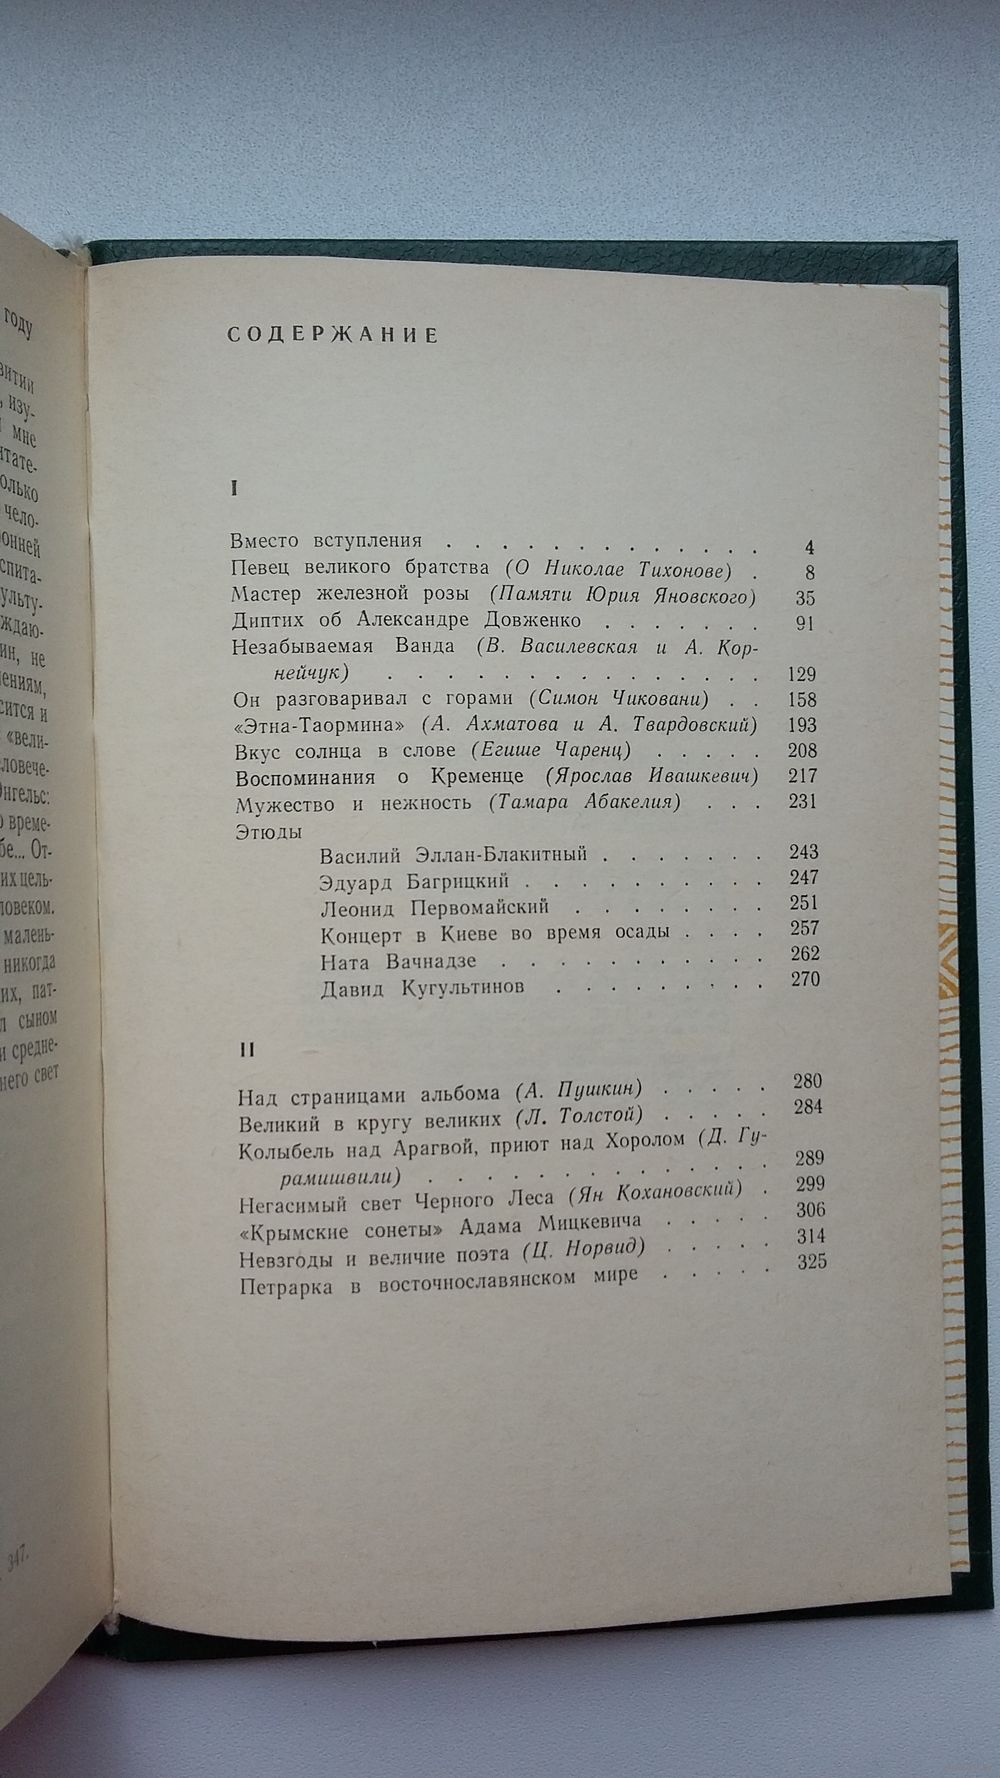 году
СОДЕРЖАНИЕ
I
Вместо вступления . . . . . . . . . . . . . 4
Певец великого братства (О Николае Тихонове) . 8
Мастер железной розы (Памяти Юрия Яновского) 35
Диптих об Александре Довженко . . . . . . . 91
Незабываемая Ванда (В. Василевская и А. Кор-
нейчук) . . . . . . . . . . . . . . 129
Он разговаривал с горами (Симон Чиковани) . . 158
«Этна-Таормина» (А. Ахматова и А. Твардовский) 193
Вкус солнца в слове (Егише Чаренц) . . . . . 208
Воспоминания о Кременце (Ярослав Ивашкевич) 217
Мужество и нежность (Тамара Абакелия) . . . 231
Этюды
Василий Эллан-Блакитный . . . . . . . 243
Эдуард Багрицкий . . . . . . . . . . 247
Леонид Первомайский . . . . . . . . 251
Концерт в Киеве во время осады . . . . 257
Ната Вачнадзе . . . . . . . . . . . 262
Давид Кугультинов . . . . . . . . . 270
II
Над страницами альбома (А. Пушкин) . . . . . 280
Великий в кругу великих (Л. Толстой) . . . . . 284
Колыбель над Арагвой, приют над Хоролом (Д. Гу-
рамишвили) . . . . . . . . . . . . . 289
Негасимый свет Черного Леса (Ян Кохановский) . 299
«Крымские сонеты» Адама Мицкевича . . . . . 306
Невзгоды и величие поэта (Ц. Норвид) . . . . . 314
Петрарка в восточнославянском мире . . . . . 325
347.